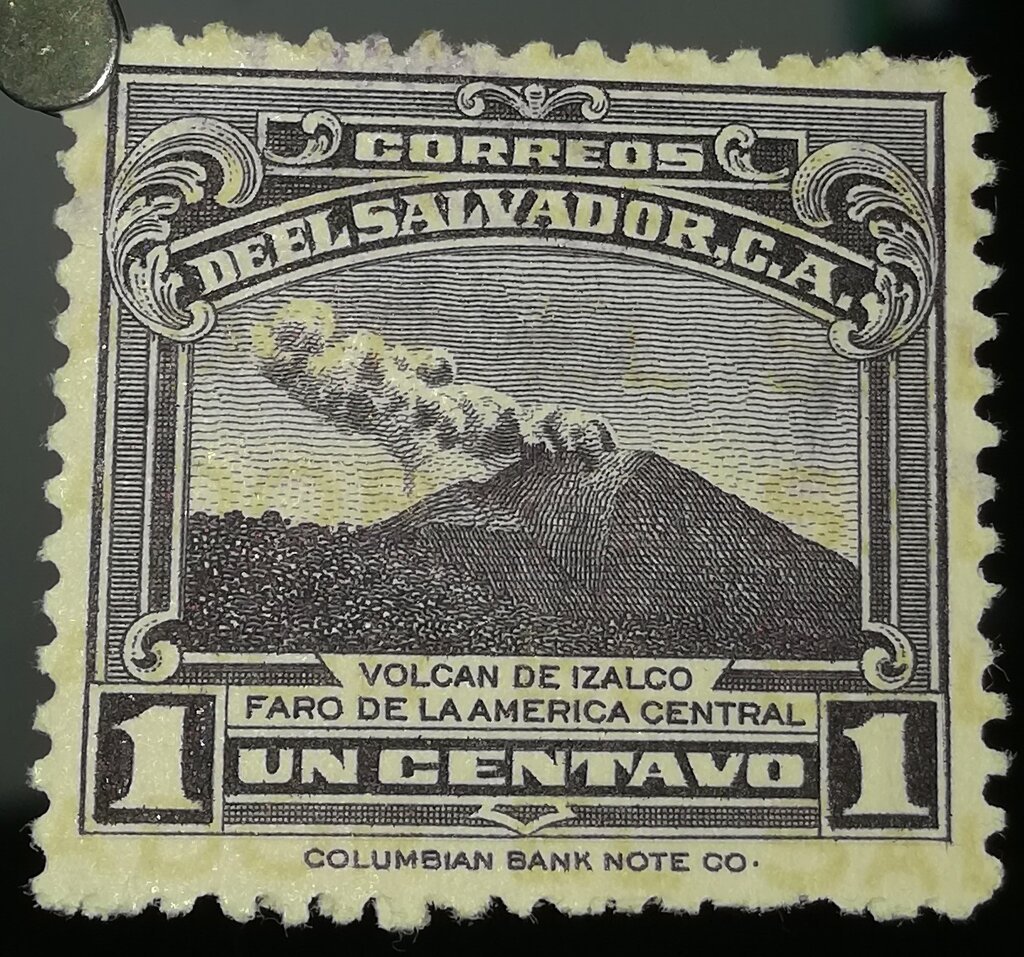 CORREOS
DE EL SALVADOR, C.A.
VOLCAN DE IZALCO
FARO DE LA AMERICA CENTRAL
1 UN CENTAVO 1
COLUMBIAN BANK NOTE CO.